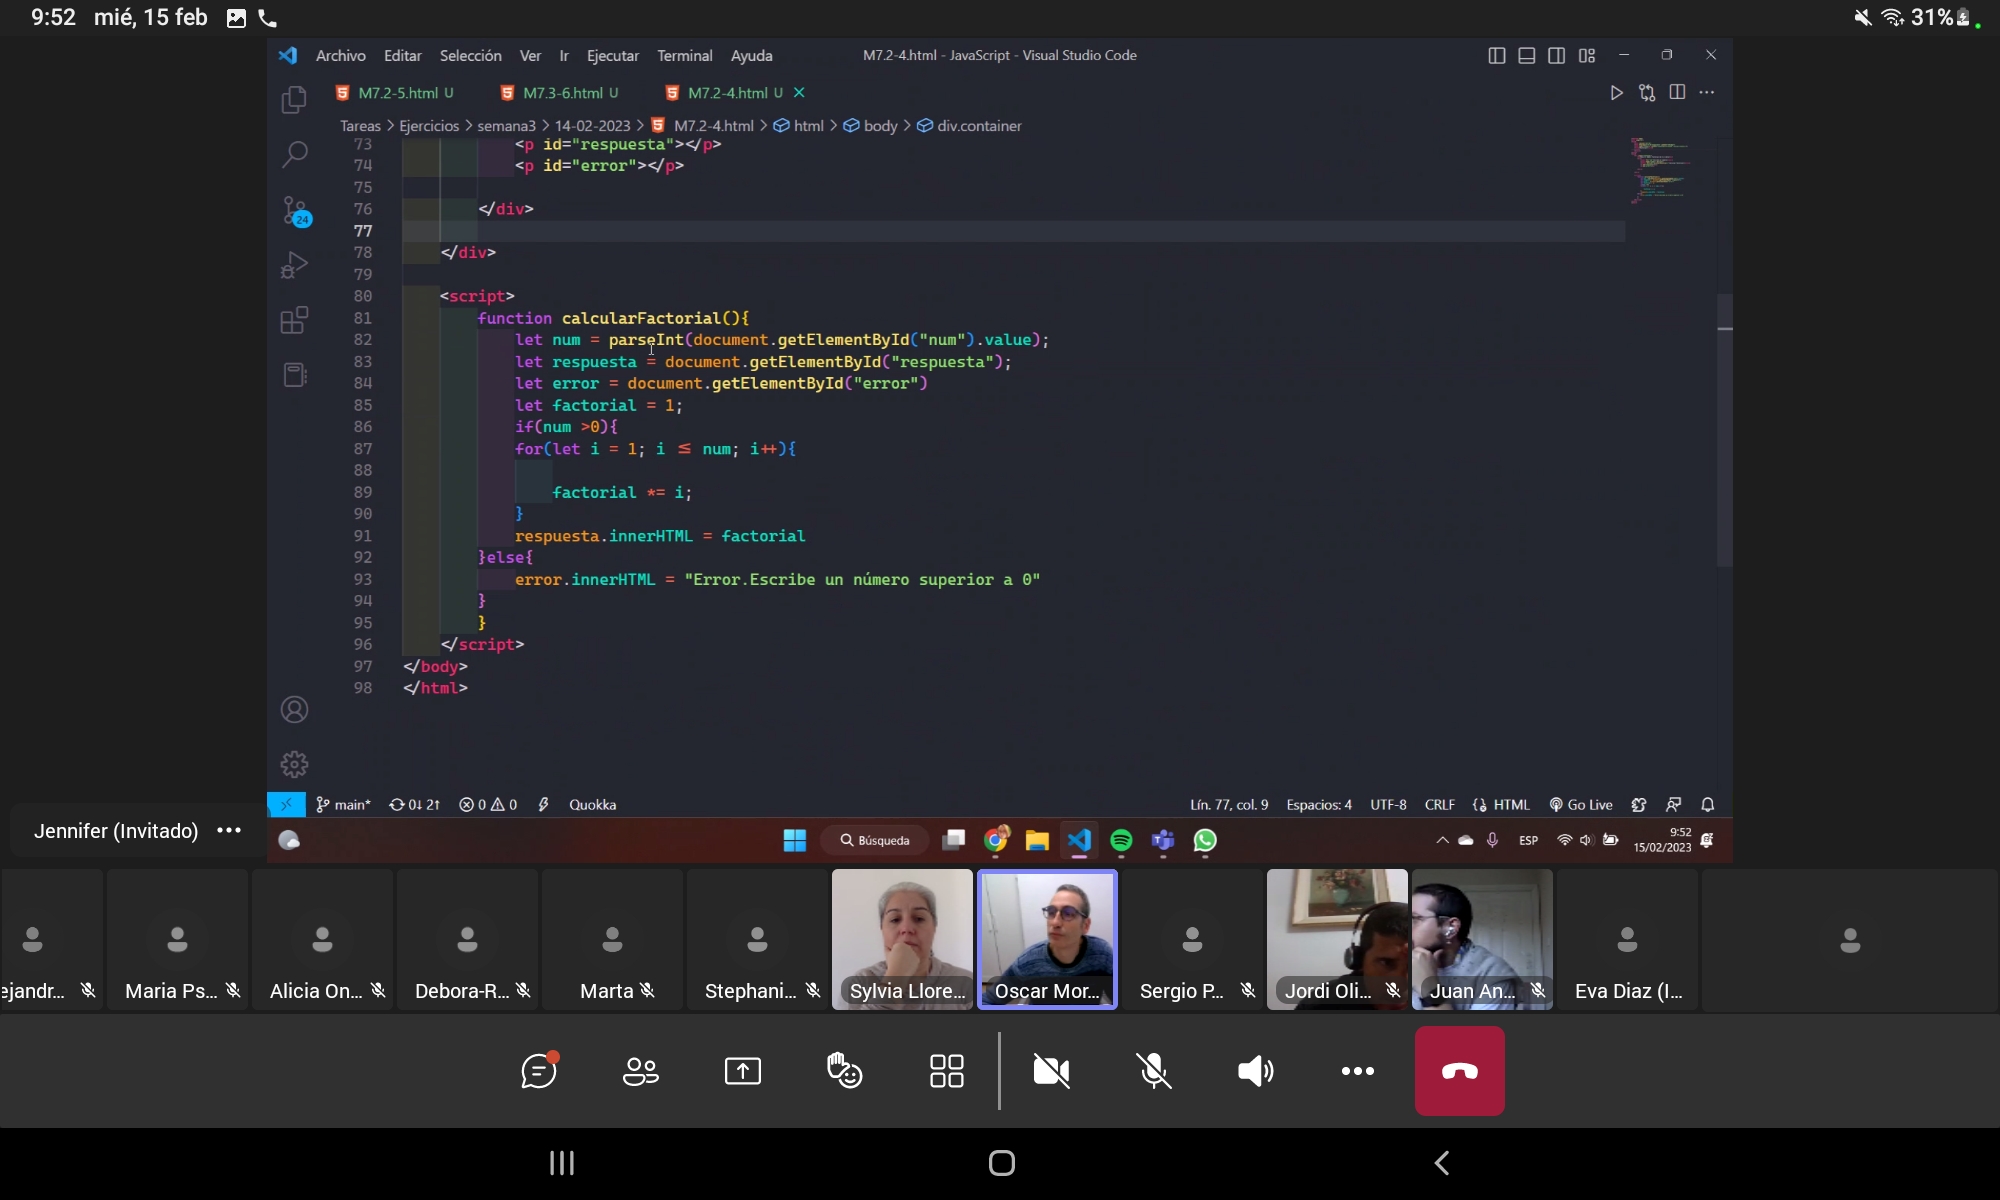 9:52 mié, 15 feb 31%
Archivo Editar Selección Ver Ir Ejecutar Terminal Ayuda M7.2-4.html - JavaScript - Visual Studio Code
M7.2-5.html U M7.3-6.html U M7.2-4.html U
Tareas > Ejercicios > semana3 > 14-02-2023 > M7.2-4.html > html > body > div.container
73 <p id="respuesta"></p>
74 <p id="error"></p>
75
76 </div>
77
78 </div>
79
80 <script>
81 function calcularFactorial(){
82 let num = parseInt(document.getElementById("num").value);
83 let respuesta = document.getElementById("respuesta");
84 let error = document.getElementById("error")
85 let factorial = 1;
86 if(num >0){
87 for(let i = 1; i ≤ num; i++){
88
89 factorial *= i;
90 }
91 respuesta.innerHTML = factorial
92 }else{
93 error.innerHTML = "Error.Escribe un número superior a 0"
94 }
95 }
96 </script>
97 </body>
98 </html>
24
main* 0↓ 2↑ 0 0 Quokka Lín. 77, col. 9 Espacios: 4 UTF-8 CRLF HTML Go Live
Jennifer (Invitado)
Búsqueda ESP 9:52
15/02/2023
ejandr... Maria Ps... Alicia On... Debora-R... Marta Stephani... Sylvia Llore... Oscar Mor... Sergio P... Jordi Oli... Juan An... Eva Diaz (I...